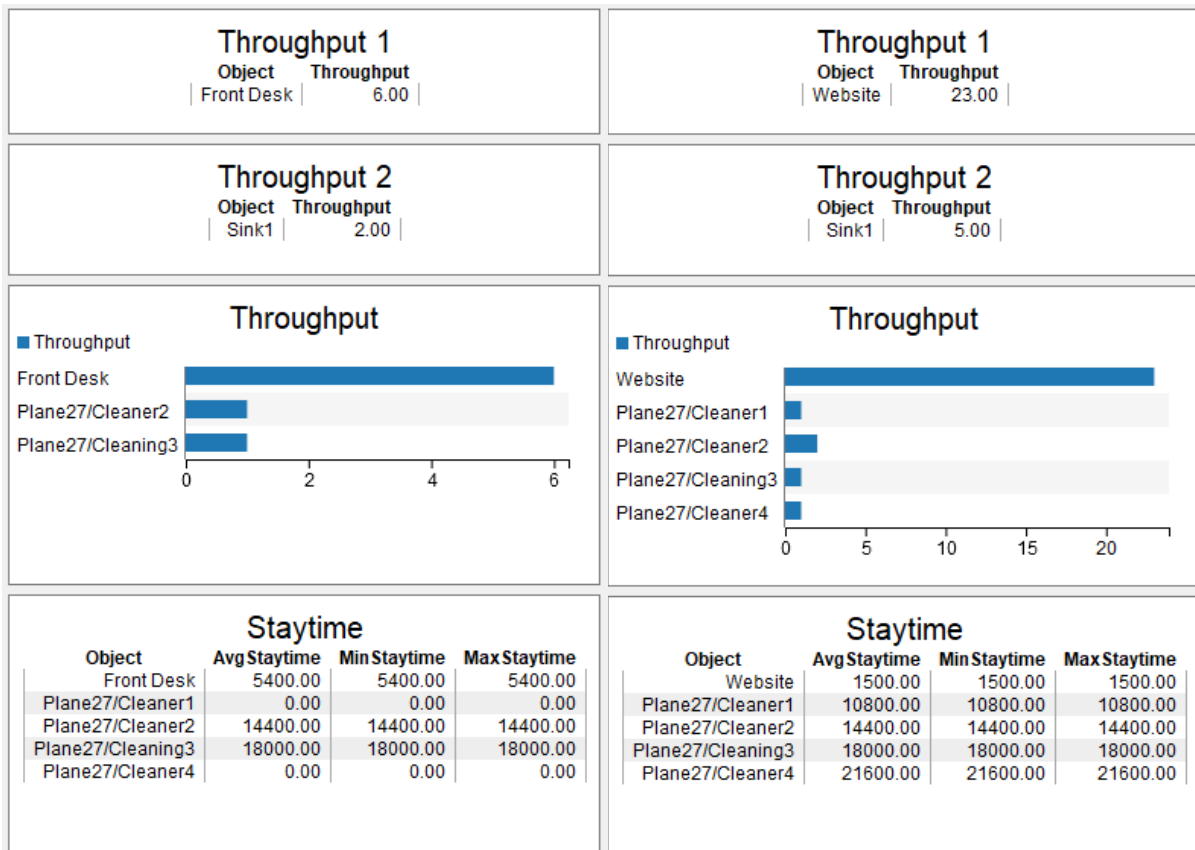 Throughput 1
Object Throughput
Front Desk 6.00
Throughput 2
Object Throughput
Sink1 2.00
Throughput
Throughput
Front Desk
Plane27/Cleaner2
Plane27/Cleaning3
0 2 4 6
Staytime
Object Avg Staytime Min Staytime Max Staytime
Front Desk 5400.00 5400.00 5400.00
Plane27/Cleaner1 0.00 0.00 0.00
Plane27/Cleaner2 14400.00 14400.00 14400.00
Plane27/Cleaning3 18000.00 18000.00 18000.00
Plane27/Cleaner4 0.00 0.00 0.00
Throughput 1
Object Throughput
Website 23.00
Throughput 2
Object Throughput
Sink1 5.00
Throughput
Throughput
Website
Plane27/Cleaner1
Plane27/Cleaner2
Plane27/Cleaning3
Plane27/Cleaner4
0 5 10 15 20
Staytime
Object Avg Staytime Min Staytime Max Staytime
Website 1500.00 1500.00 1500.00
Plane27/Cleaner1 10800.00 10800.00 10800.00
Plane27/Cleaner2 14400.00 14400.00 14400.00
Plane27/Cleaning3 18000.00 18000.00 18000.00
Plane27/Cleaner4 21600.00 21600.00 21600.00